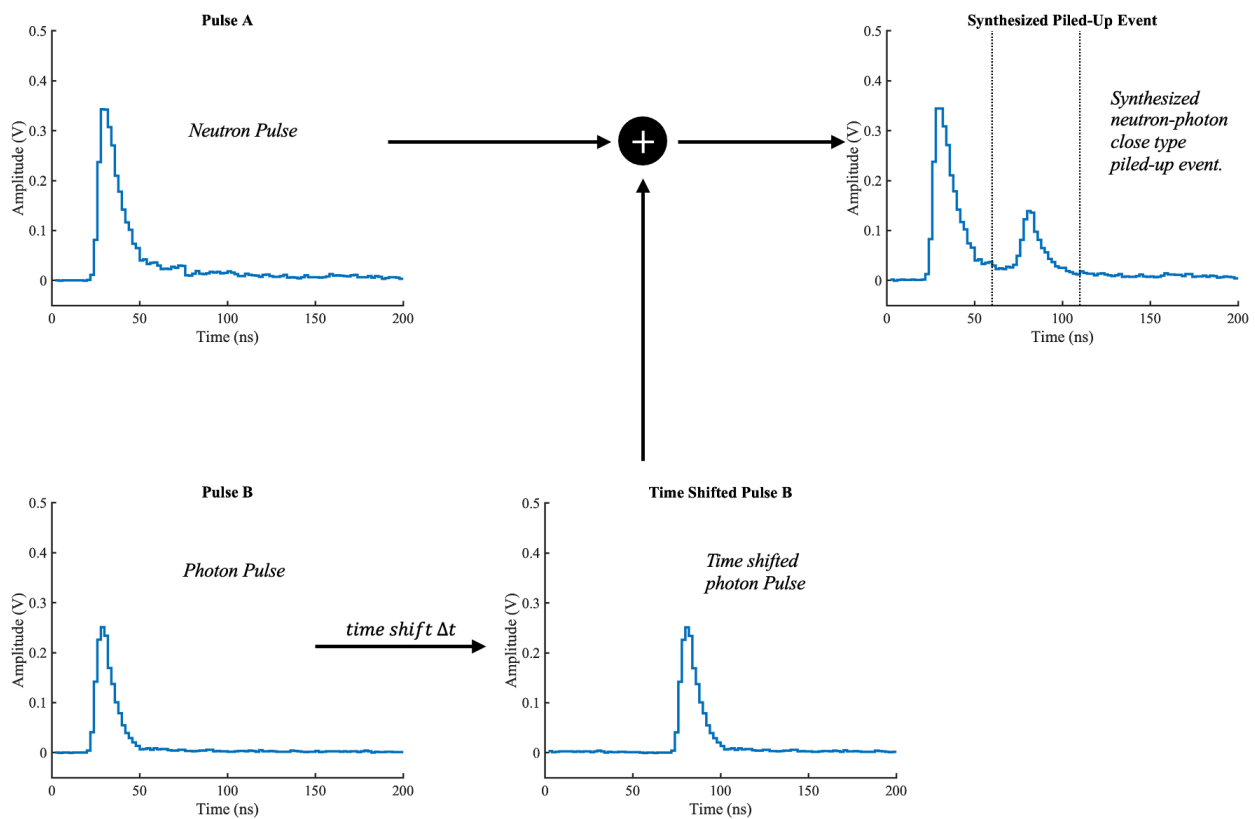 Pulse A
0.5
0.4
0.3
0.2
0.1
0
Amplitude (V)
Neutron Pulse
0 50 100 150 200
Time (ns)
+
Synthesized Piled-Up Event
0.5
0.4
0.3
0.2
0.1
0
Amplitude (V)
Synthesized
neutron-photon
close type
piled-up event.
0 50 100 150 200
Time (ns)
Pulse B
0.5
0.4
0.3
0.2
0.1
0
Amplitude (V)
Photon Pulse
0 50 100 150 200
Time (ns)
time shift Δt
Time Shifted Pulse B
0.5
0.4
0.3
0.2
0.1
0
Amplitude (V)
Time shifted
photon Pulse
0 50 100 150 200
Time (ns)